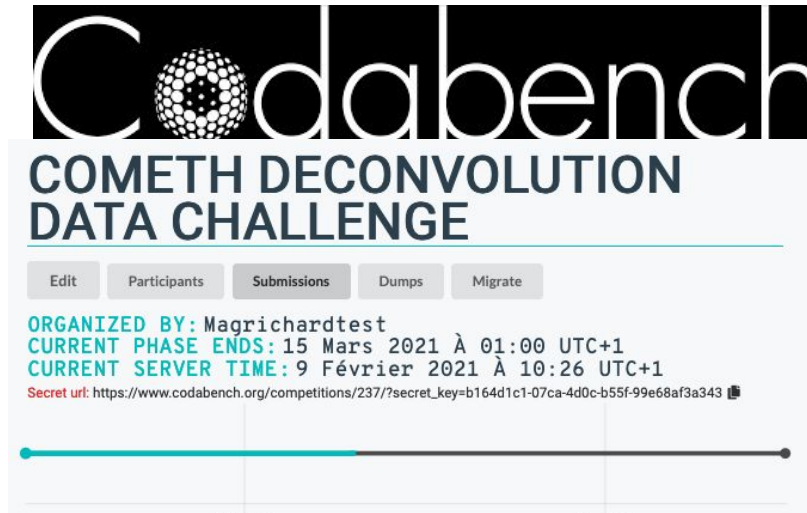 Codabench
COMETH DECONVOLUTION
DATA CHALLENGE
Edit Participants Submissions Dumps Migrate
ORGANIZED BY: Magrichardtest
CURRENT PHASE ENDS: 15 Mars 2021 À 01:00 UTC+1
CURRENT SERVER TIME: 9 Février 2021 À 10:26 UTC+1
Secret url: https://www.codabench.org/competitions/237/?secret_key=b164d1c1-07ca-4d0c-b55f-99e68af3a343